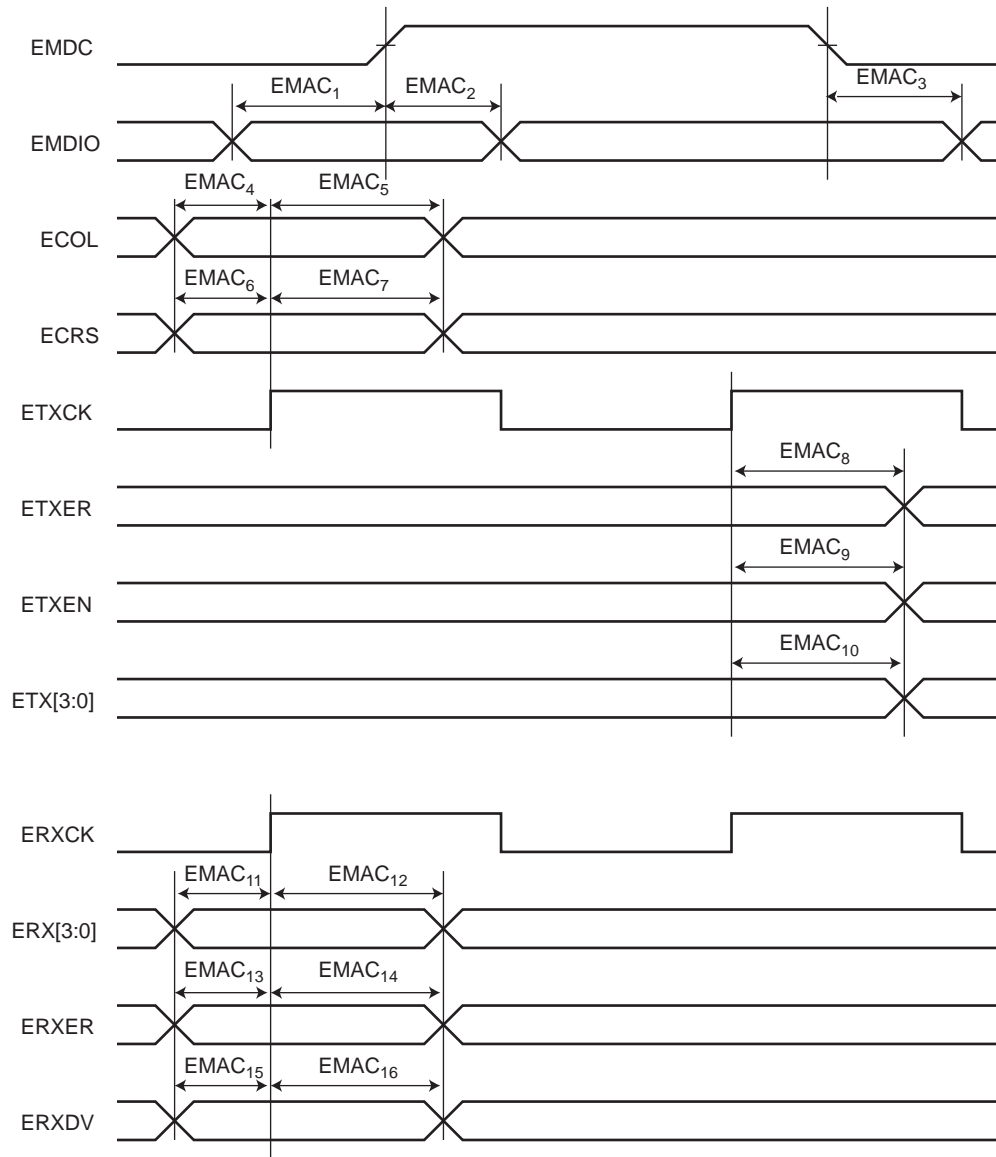 EMDC
EMAC1 EMAC2 EMAC3
EMDIO
EMAC4 EMAC5
ECOL
EMAC6 EMAC7
ECRS
ETXCK
EMAC8
ETXER
EMAC9
ETXEN
EMAC10
ETX[3:0]
ERXCK
EMAC11 EMAC12
ERX[3:0]
EMAC13 EMAC14
ERXER
EMAC15 EMAC16
ERXDV